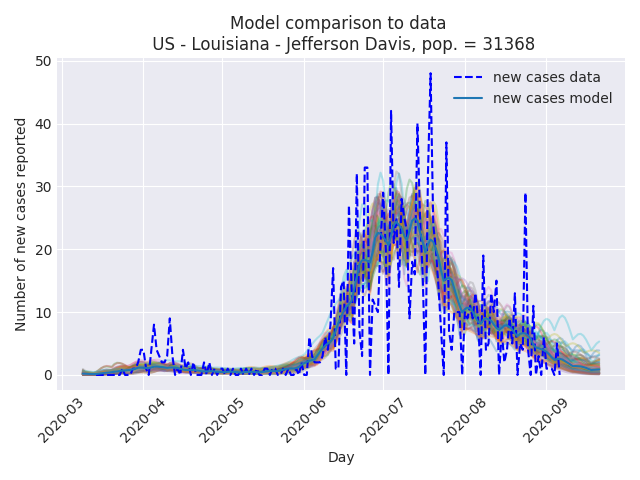 Model comparison to data
US - Louisiana - Jefferson Davis, pop. = 31368
new cases data
new cases model
Number of new cases reported
50
40
30
20
10
0
2020-03
2020-04
2020-05
2020-06
2020-07
2020-08
2020-09
Day